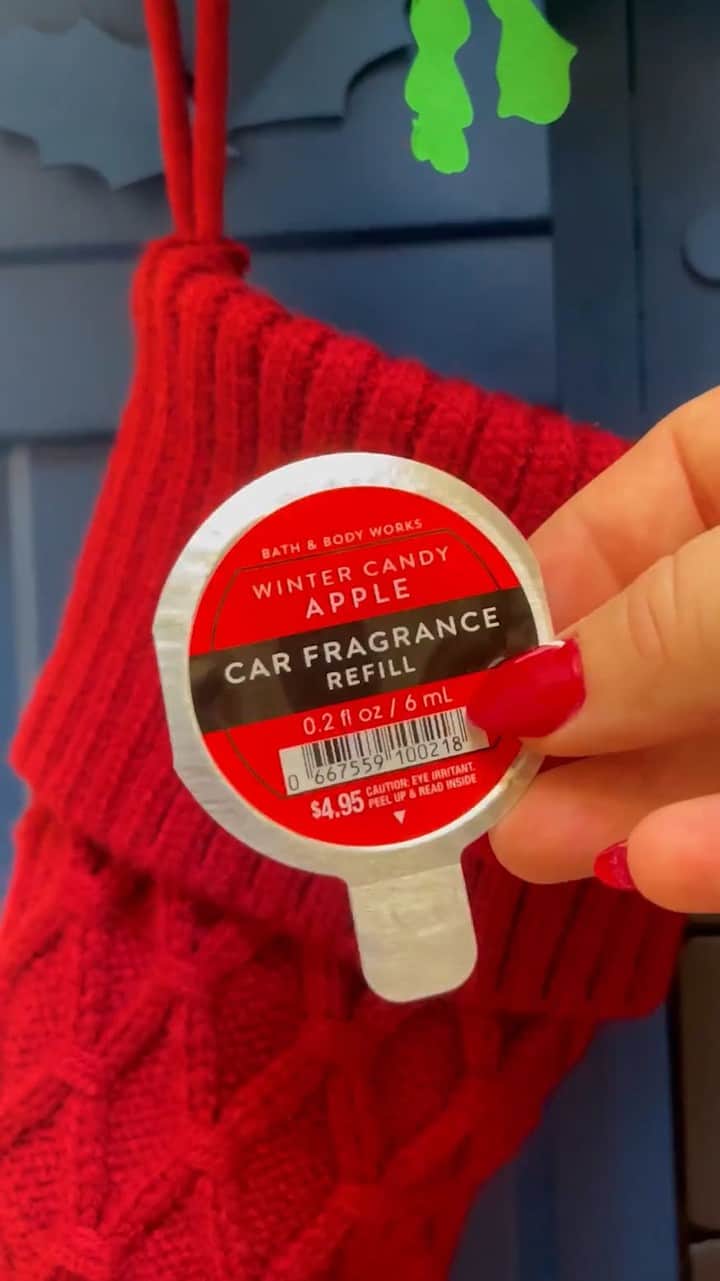 BATH & BODY WORKS
WINTER CANDY
APPLE
CAR FRAGRANCE
REFILL
0.2 fl oz / 6 mL
0 667559 100218
$4.95 CAUTION: EYE IRRITANT.
PEEL UP & READ INSIDE